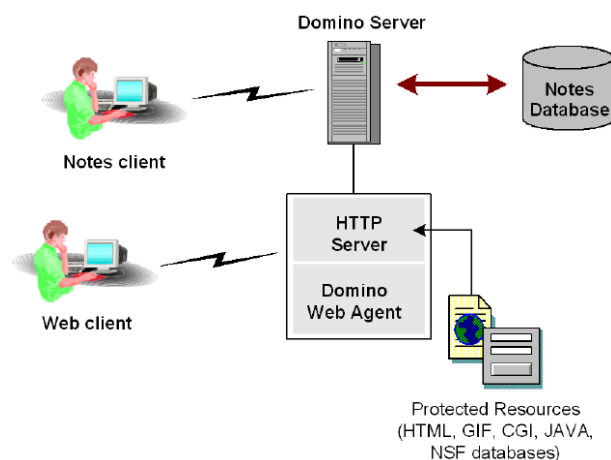 Domino Server
Notes
Database
Notes client
HTTP
Server
Domino
Web Agent
Web client
Protected Resources
(HTML, GIF, CGI, JAVA,
NSF databases)